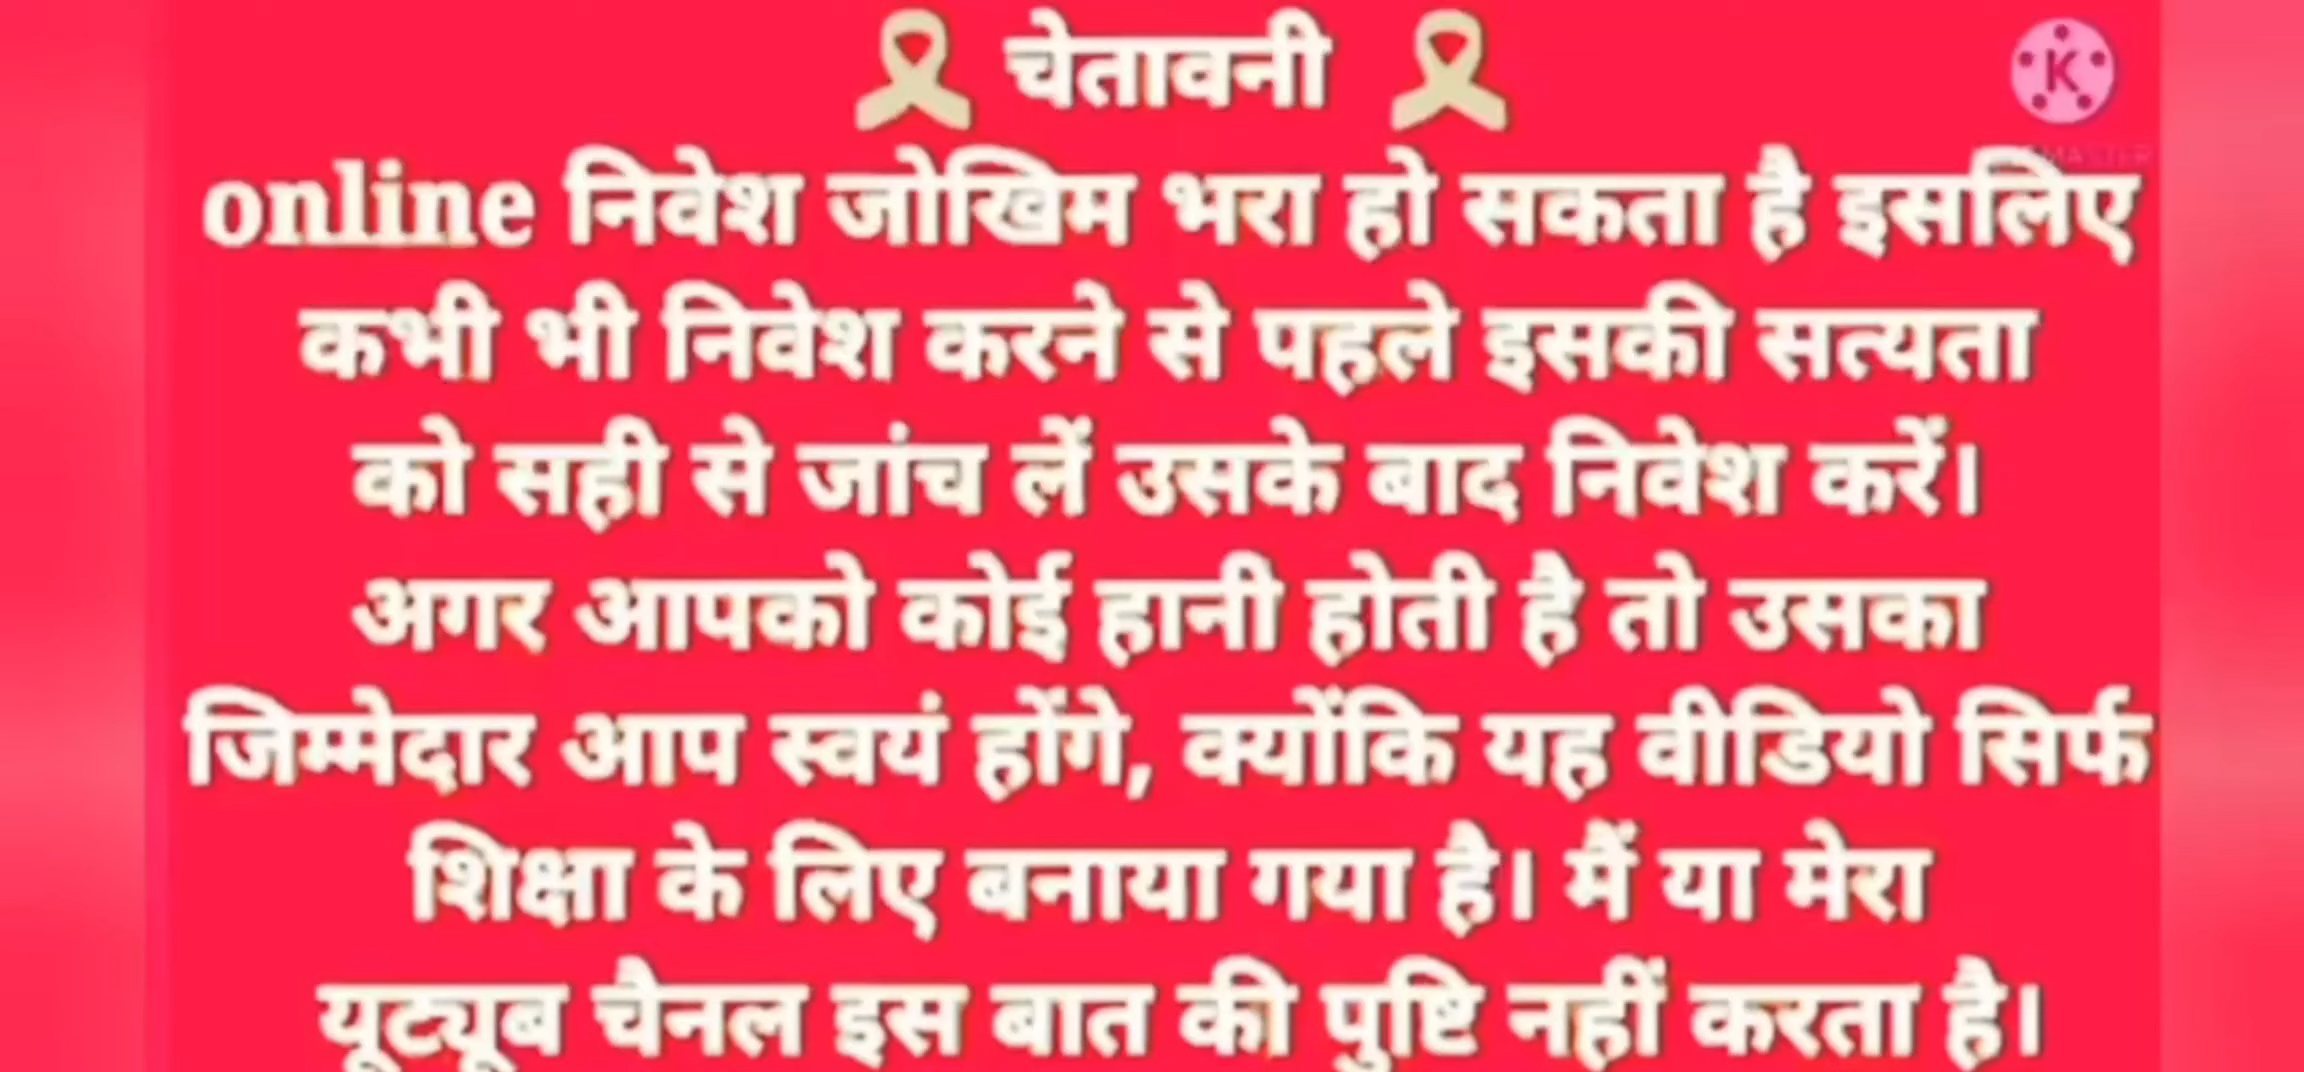 🎗 चेतावनी 🎗
K
online निवेश जोखिम भरा हो सकता है इसलिए
कभी भी निवेश करने से पहले इसकी सत्यता
को सही से जांच लें उसके बाद निवेश करें।
अगर आपको कोई हानी होती है तो उसका
जिम्मेदार आप स्वयं होंगे, क्योंकि यह वीडियो सिर्फ
शिक्षा के लिए बनाया गया है। मैं या मेरा
यूट्यूब चैनल इस बात की पुष्टि नहीं करता है।